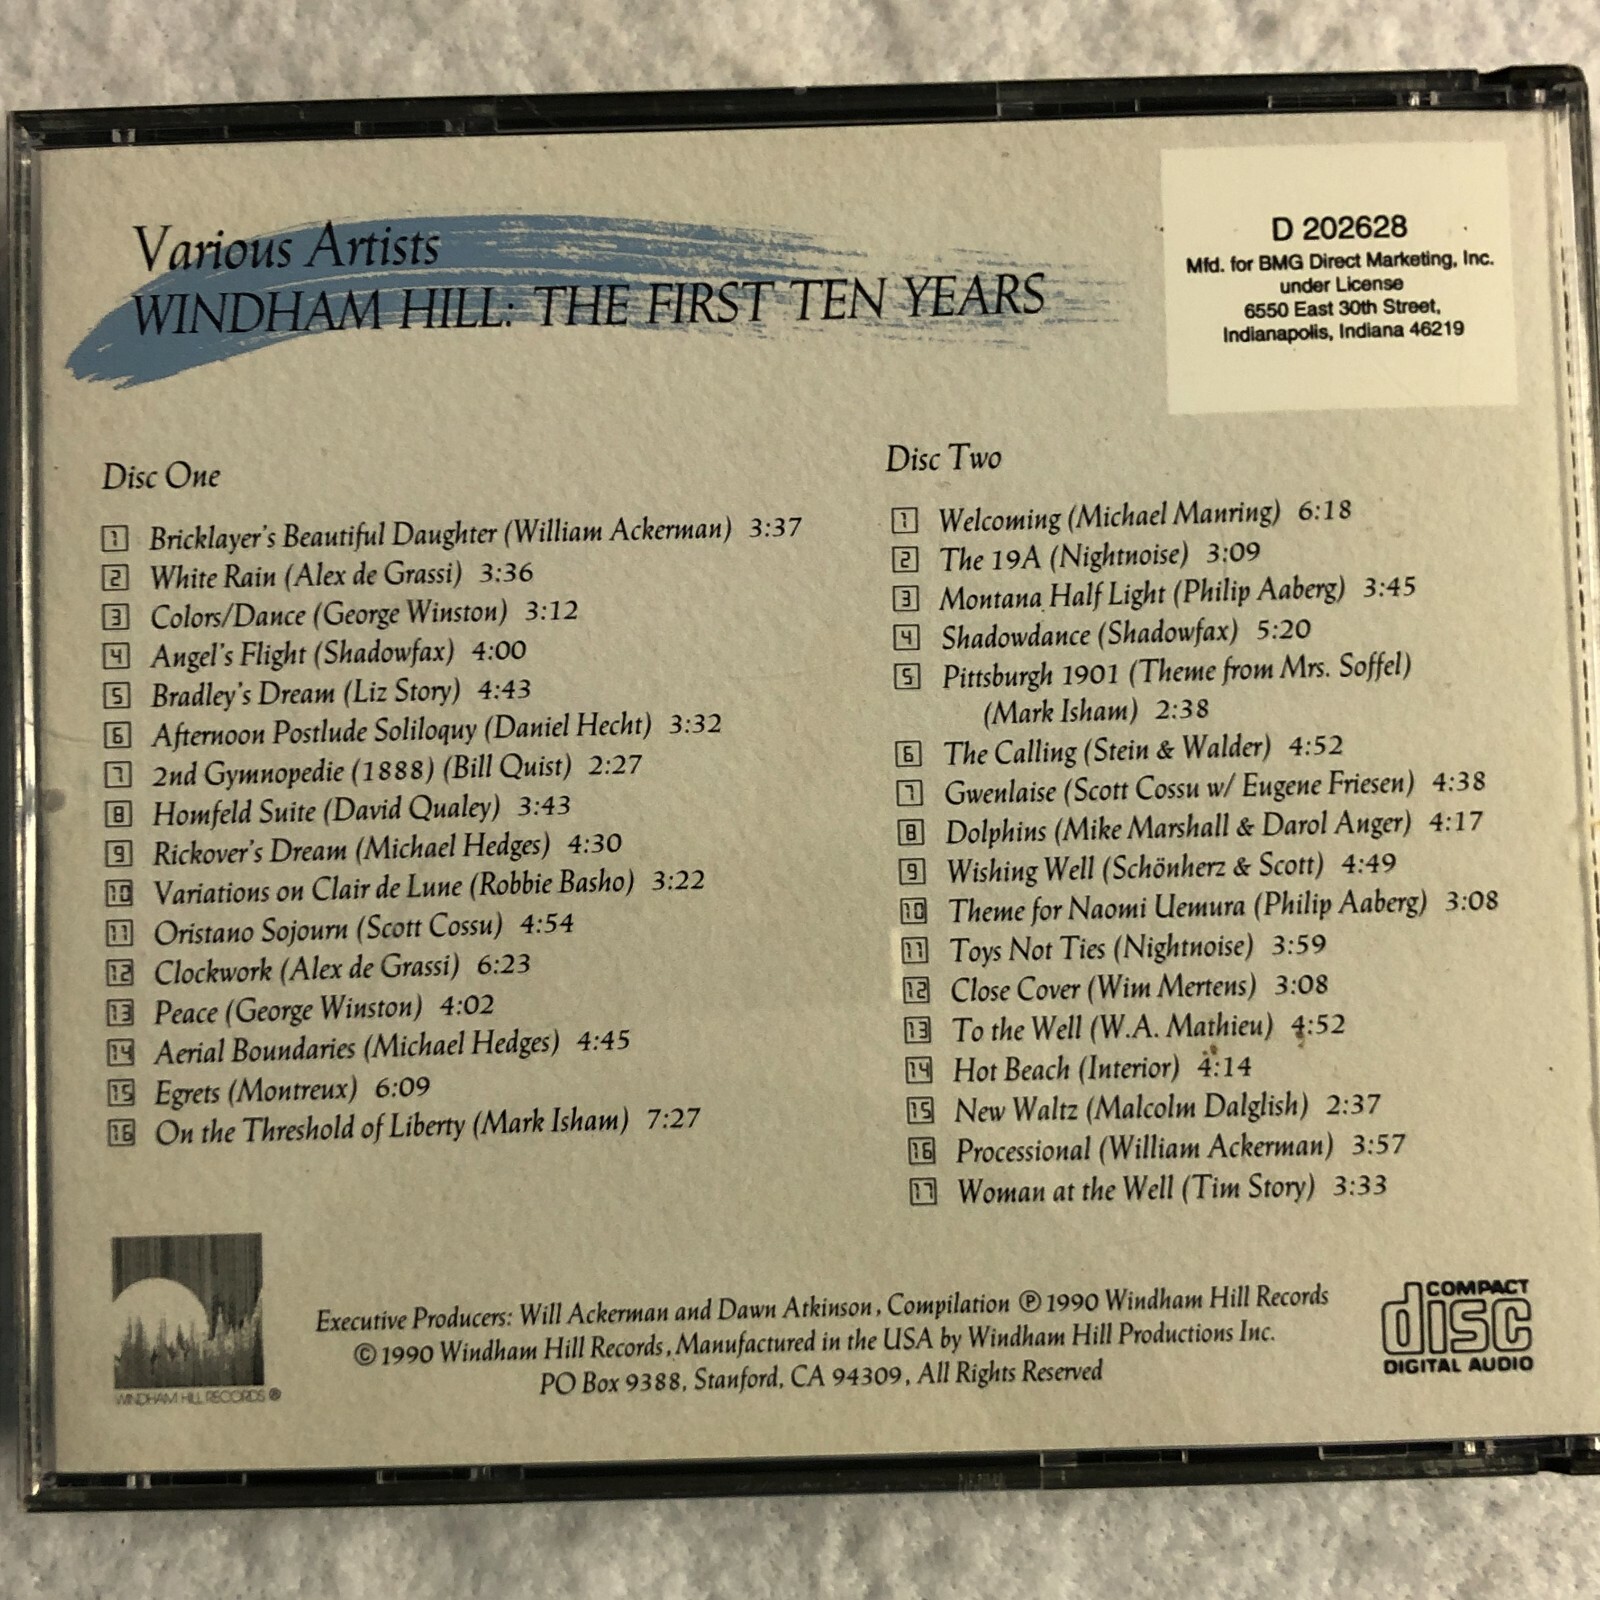 Various Artists
WINDHAM HILL: THE FIRST TEN YEARS
D 202628
Mfd. for BMG Direct Marketing, Inc.
under License
6550 East 30th Street,
Indianapolis, Indiana 46219
Disc One
1 Bricklayer's Beautiful Daughter (William Ackerman) 3:37
2 White Rain (Alex de Grassi) 3:36
3 Colors/Dance (George Winston) 3:12
4 Angel's Flight (Shadowfax) 4:00
5 Bradley's Dream (Liz Story) 4:43
6 Afternoon Postlude Soliloquy (Daniel Hecht) 3:32
7 2nd Gymnopedie (1888) (Bill Quist) 2:27
8 Homfeld Suite (David Qualey) 3:43
9 Rickover's Dream (Michael Hedges) 4:30
10 Variations on Clair de Lune (Robbie Basho) 3:22
11 Oristano Sojourn (Scott Cossu) 4:54
12 Clockwork (Alex de Grassi) 6:23
13 Peace (George Winston) 4:02
14 Aerial Boundaries (Michael Hedges) 4:45
15 Egrets (Montreux) 6:09
16 On the Threshold of Liberty (Mark Isham) 7:27
Disc Two
1 Welcoming (Michael Manring) 6:18
2 The 19A (Nightnoise) 3:09
3 Montana Half Light (Philip Aaberg) 3:45
4 Shadowdance (Shadowfax) 5:20
5 Pittsburgh 1901 (Theme from Mrs. Soffel)
(Mark Isham) 2:38
6 The Calling (Stein & Walder) 4:52
7 Gwenlaise (Scott Cossu w/ Eugene Friesen) 4:38
8 Dolphins (Mike Marshall & Darol Anger) 4:17
9 Wishing Well (Schönherz & Scott) 4:49
10 Theme for Naomi Uemura (Philip Aaberg) 3:08
11 Toys Not Ties (Nightnoise) 3:59
12 Close Cover (Wim Mertens) 3:08
13 To the Well (W.A. Mathieu) 4:52
14 Hot Beach (Interior) 4:14
15 New Waltz (Malcolm Dalglish) 2:37
16 Processional (William Ackerman) 3:57
17 Woman at the Well (Tim Story) 3:33
WINDHAM HILL RECORDS ®
Executive Producers: Will Ackerman and Dawn Atkinson, Compilation ℗ 1990 Windham Hill Records
© 1990 Windham Hill Records, Manufactured in the USA by Windham Hill Productions Inc.
PO Box 9388, Stanford, CA 94309, All Rights Reserved
COMPACT
disc
DIGITAL AUDIO